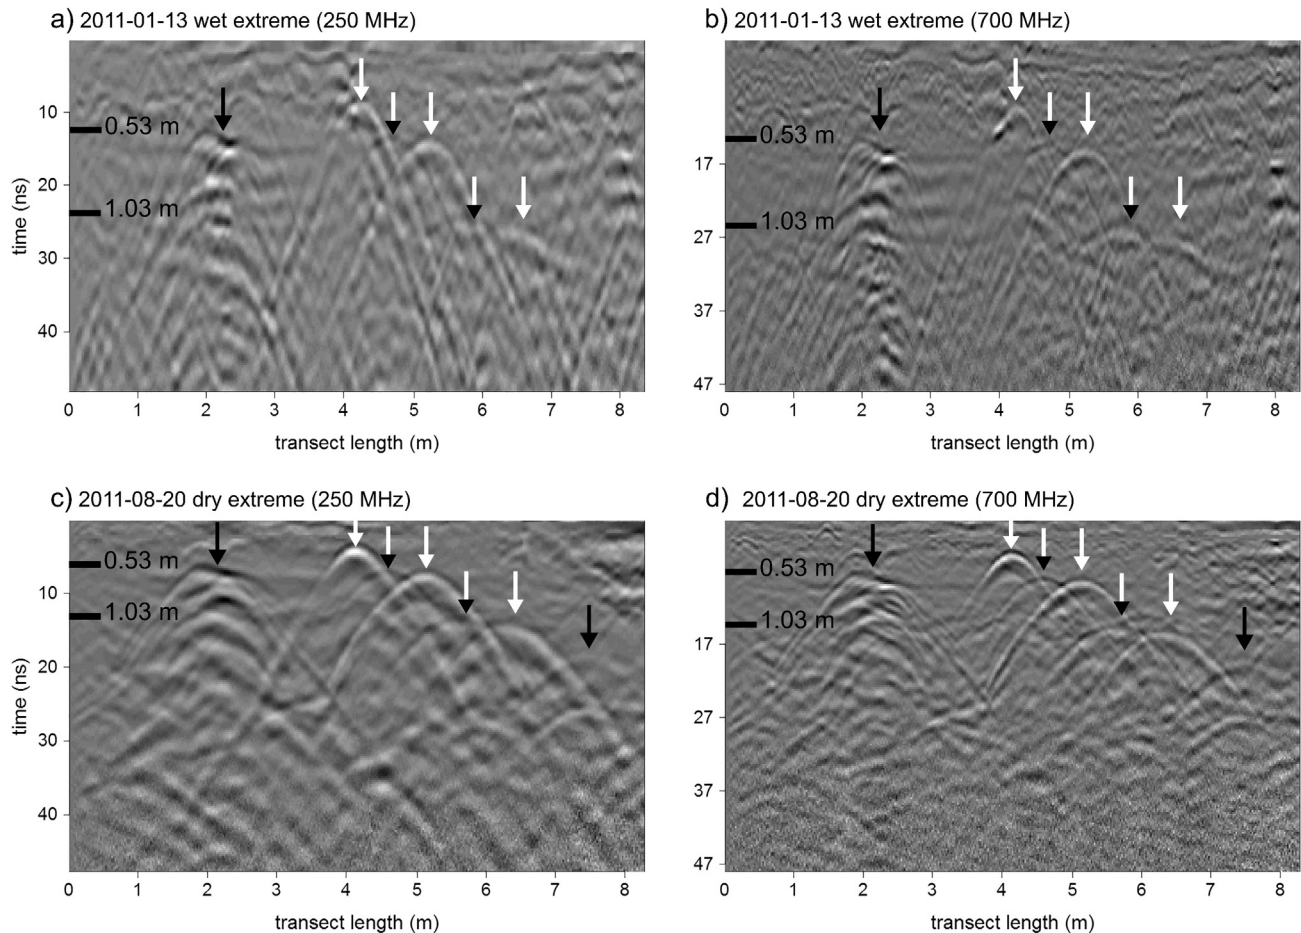 a) 2011-01-13 wet extreme (250 MHz)
10
0.53 m
20
1.03 m
30
40
time (ns)
0 1 2 3 4 5 6 7 8
transect length (m)
b) 2011-01-13 wet extreme (700 MHz)
0.53 m
17
1.03 m
27
37
47
0 1 2 3 4 5 6 7 8
transect length (m)
c) 2011-08-20 dry extreme (250 MHz)
0.53 m
10
1.03 m
20
30
40
time (ns)
0 1 2 3 4 5 6 7 8
transect length (m)
d) 2011-08-20 dry extreme (700 MHz)
0.53 m
1.03 m
17
27
37
47
0 1 2 3 4 5 6 7 8
transect length (m)